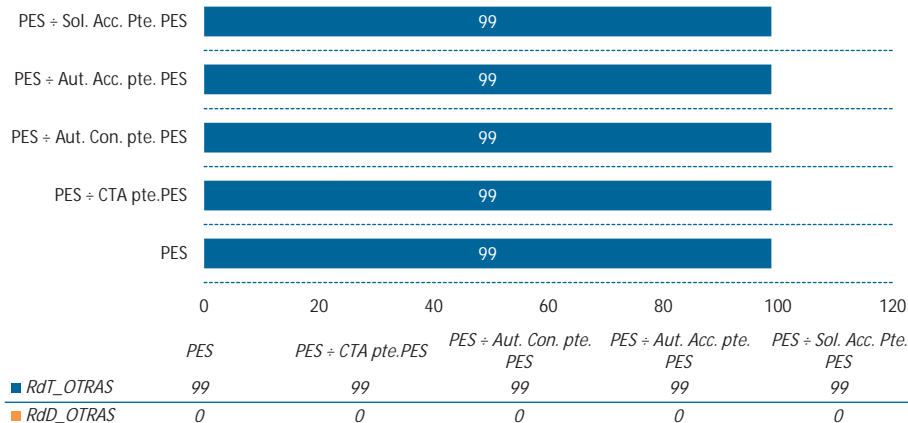 PES ÷ Sol. Acc. Pte. PES 99
PES ÷ Aut. Acc. pte. PES 99
PES ÷ Aut. Con. pte. PES 99
PES ÷ CTA pte.PES 99
PES 99
0 20 40 60 80 100 120
PES PES ÷ CTA pte.PES PES ÷ Aut. Con. pte. PES PES ÷ Aut. Acc. pte. PES PES ÷ Sol. Acc. Pte. PES
RdT_OTRAS 99 99 99 99 99
RdD_OTRAS 0 0 0 0 0